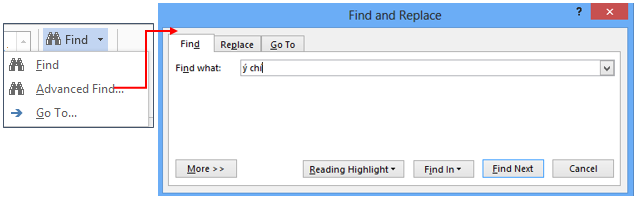 Find
Find
Advanced Find...
Go To...
Find and Replace
?
Find Replace Go To
Find what: ý chí
More >> Reading Highlight Find In Find Next Cancel